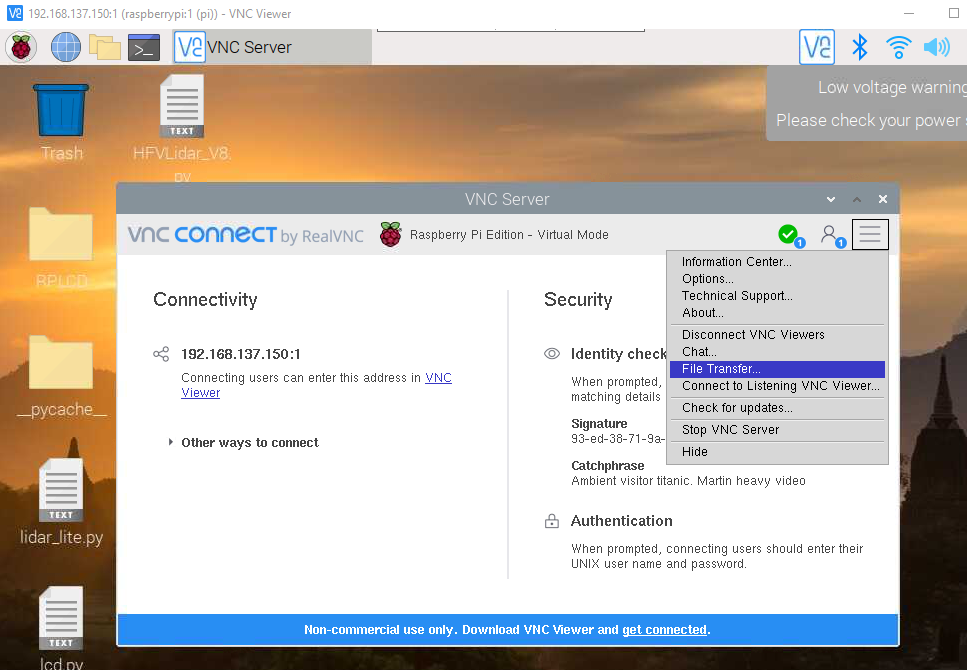 192.168.137.150:1 (raspberrypi:1 (pi)) - VNC Viewer
VNC Server
Low voltage warning
Please check your power s
Trash
TEXT
HFVLidar_V8.
py
RPLCD
__pycache__
TEXT
lidar_lite.py
TEXT
lcd.py
VNC Server
VNC CONNECT by RealVNC
Raspberry Pi Edition - Virtual Mode
1
1
Information Center...
Options...
Technical Support...
About...
Disconnect VNC Viewers
Chat...
File Transfer...
Connect to Listening VNC Viewer...
Check for updates...
Stop VNC Server
Hide
Connectivity
192.168.137.150:1
Connecting users can enter this address in VNC
Viewer
Other ways to connect
Security
Identity check
When prompted,
matching details
Signature
93-ed-38-71-9a-
Catchphrase
Ambient visitor titanic. Martin heavy video
Authentication
When prompted, connecting users should enter their
UNIX user name and password.
Non-commercial use only. Download VNC Viewer and get connected.